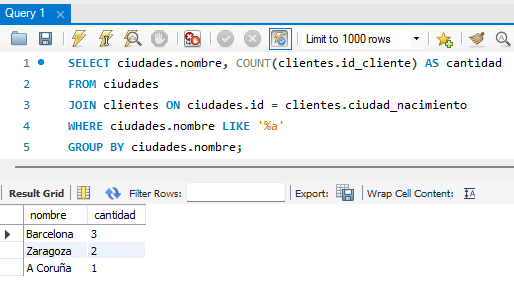 Query 1
Limit to 1000 rows
1 SELECT ciudades.nombre, COUNT(clientes.id_cliente) AS cantidad
2 FROM ciudades
3 JOIN clientes ON ciudades.id = clientes.ciudad_nacimiento
4 WHERE ciudades.nombre LIKE '%a'
5 GROUP BY ciudades.nombre;
Result Grid Filter Rows: Export: Wrap Cell Content:
nombre cantidad
Barcelona 3
Zaragoza 2
A Coruña 1